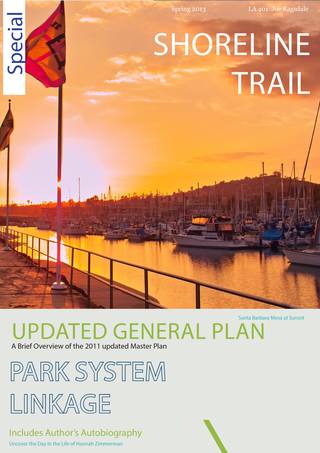 Special
Spring 2013
LA 402: Joe Ragsdale
SHORELINE
TRAIL
Santa Barbara Mesa at Sunset
UPDATED GENERAL PLAN
A Brief Overview of the 2011 updated Master Plan
PARK SYSTEM
LINKAGE
Includes Author's Autobiography
Uncover the Day in the Life of Hannah Zimmerman